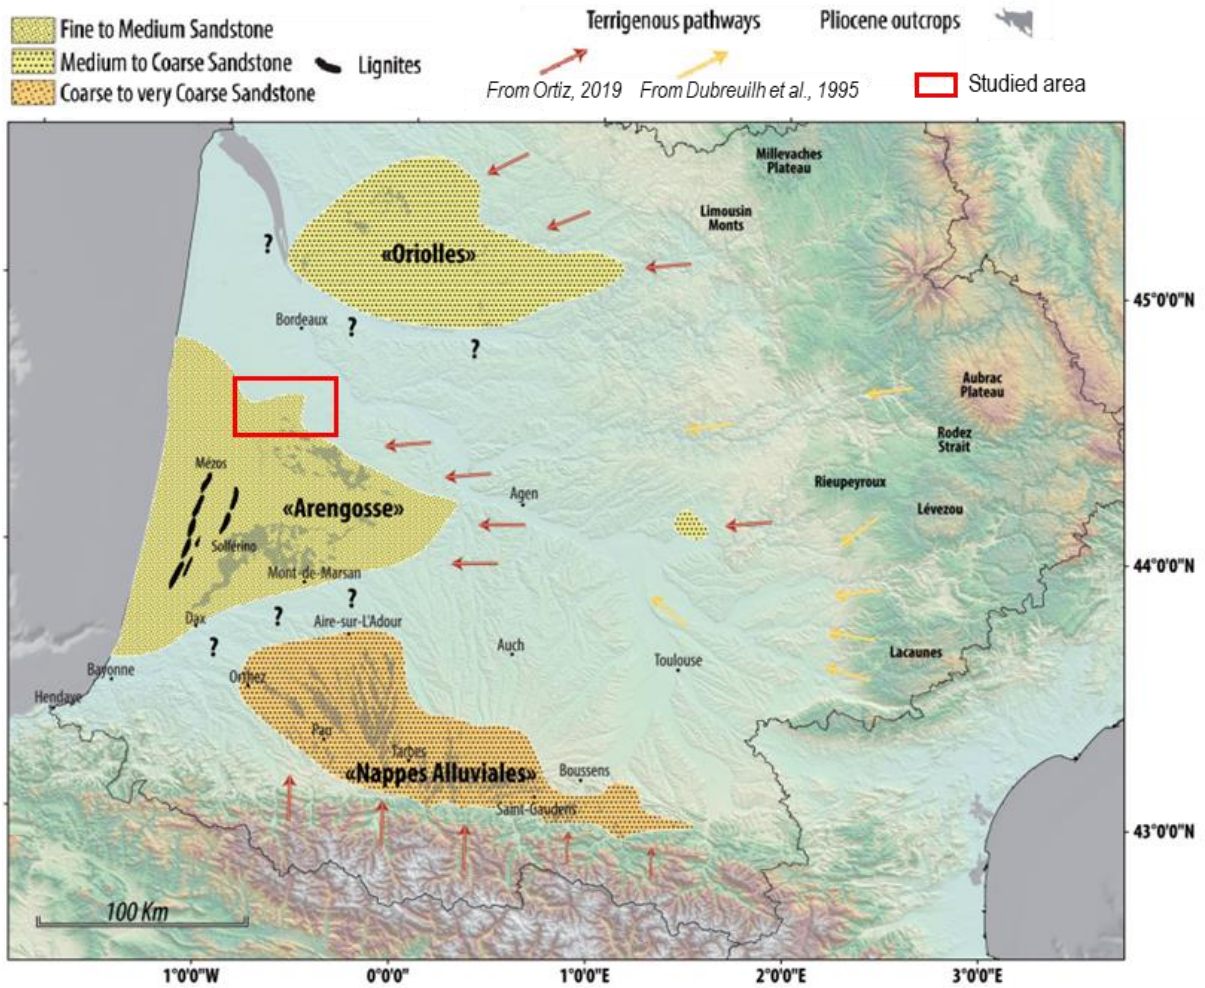 Fine to Medium Sandstone
Medium to Coarse Sandstone
Coarse to very Coarse Sandstone
Lignites
Terrigenous pathways
From Ortiz, 2019
From Dubreuilh et al., 1995
Pliocene outcrops
Studied area
Millevaches
Plateau
Limousin
Monts
?
«Oriolles»
45°0'0"N
Bordeaux
?
?
Aubrac
Plateau
Rodez
Strait
Mézos
Rieupeyroux
Agen
«Arengosse»
Lévezou
Solférino
44°0'0"N
Mont-de-Marsan
?
?
Dax
Aire-sur-L'Adour
?
Auch
Lacaunes
Toulouse
Bayonne
Orthez
Hendaye
Pau
Tarbes
«Nappes Alluviales»
Boussens
Saint-Gaudens
43°0'0"N
100 Km
1°0'0"W
0°0'0"
1°0'0"E
2°0'0"E
3°0'0"E